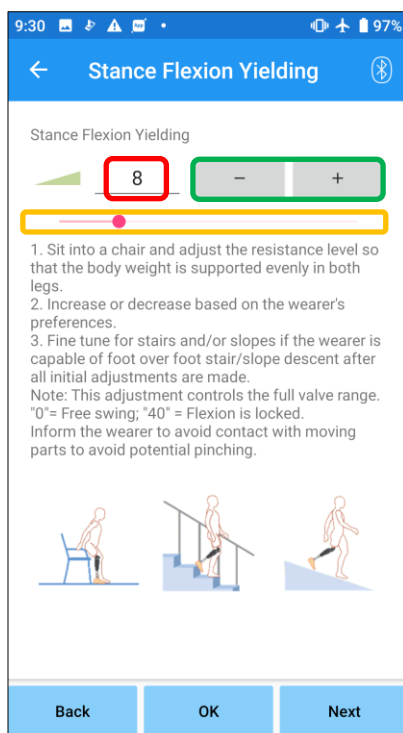 9:30 97%
Stance Flexion Yielding
Stance Flexion Yielding
8 − +
1. Sit into a chair and adjust the resistance level so
that the body weight is supported evenly in both
legs.
2. Increase or decrease based on the wearer's
preferences.
3. Fine tune for stairs and/or slopes if the wearer is
capable of foot over foot stair/slope descent after
all initial adjustments are made.
Note: This adjustment controls the full valve range.
"0"= Free swing; "40" = Flexion is locked.
Inform the wearer to avoid contact with moving
parts to avoid potential pinching.
Back OK Next